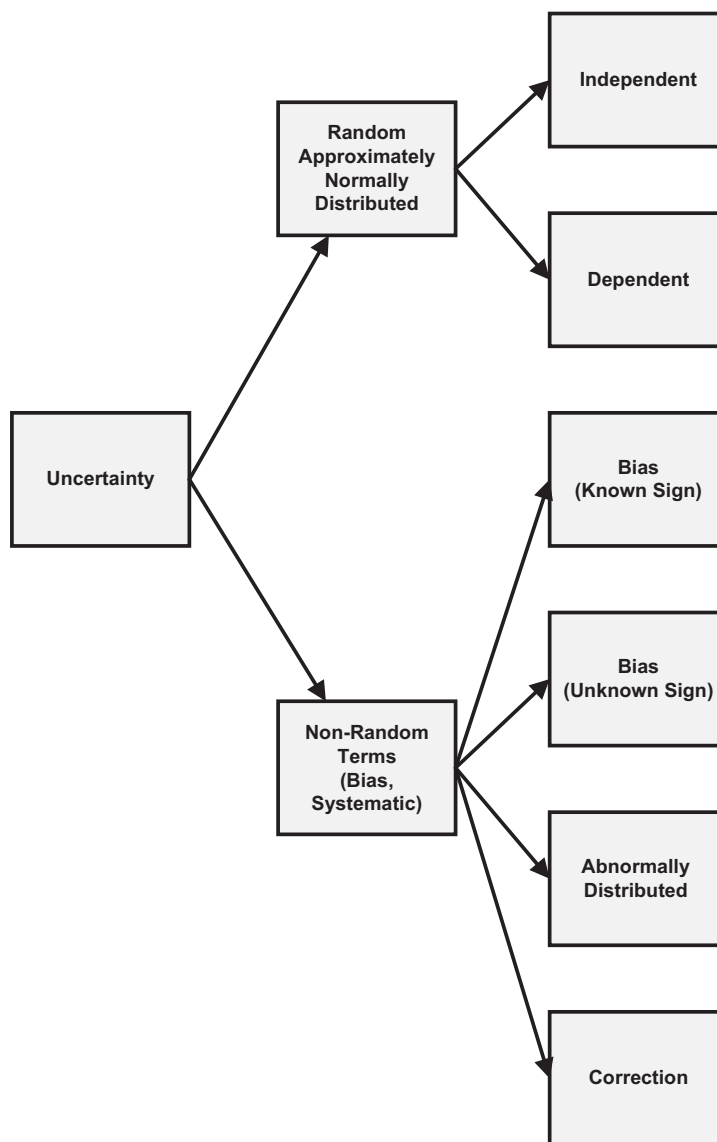 Independent
Random
Approximately
Normally
Distributed
Dependent
Uncertainty
Bias
(Known Sign)
Bias
(Unknown Sign)
Non-Random
Terms
(Bias,
Systematic)
Abnormally
Distributed
Correction